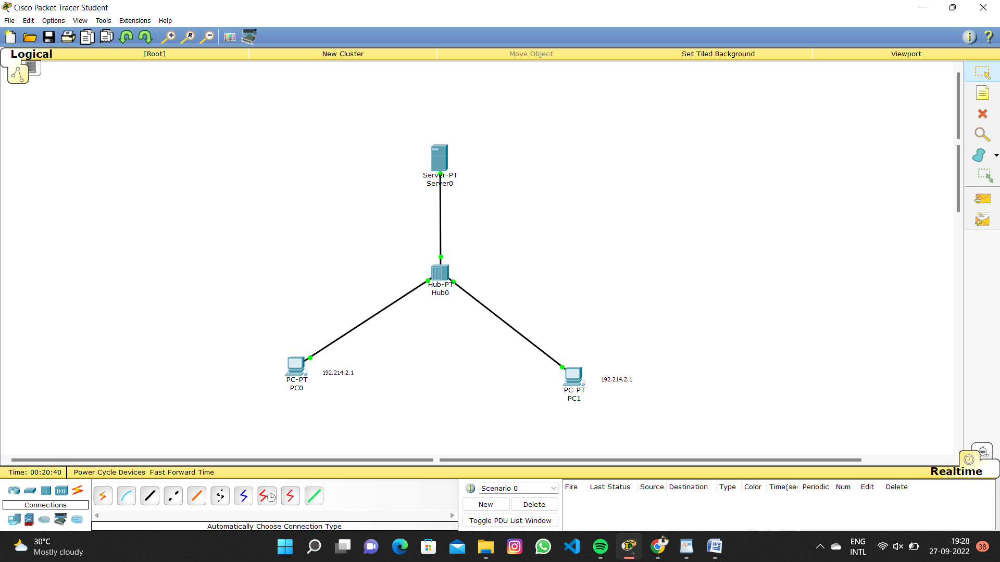 Cisco Packet Tracer Student
File Edit Options View Tools Extensions Help
Logical [Root] New Cluster Move Object Set Tiled Background Viewport
Server-PT
Server0
Hub-PT
Hub0
PC-PT
PC0
192.214.2.1
PC-PT
PC1
192.214.2.1
Time: 00:20:40 Power Cycle Devices Fast Forward Time Realtime
Connections
Automatically Choose Connection Type
Scenario 0
New Delete
Toggle PDU List Window
Fire Last Status Source Destination Type Color Time(sec Periodic Num Edit Delete
30°C
Mostly cloudy
ENG
INTL
19:28
27-09-2022
38